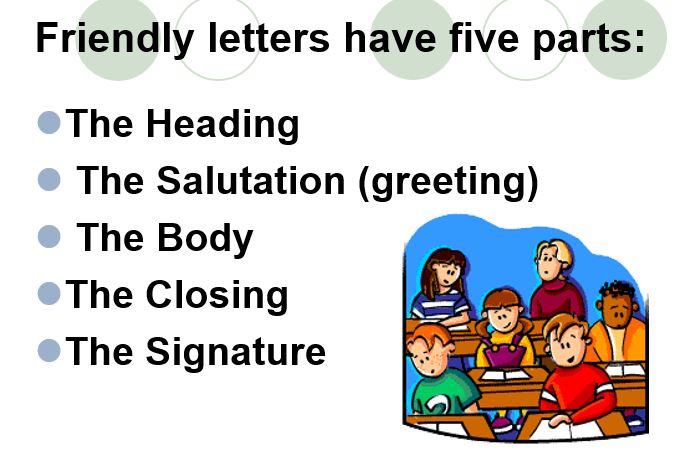 Friendly letters have five parts:
The Heading
The Salutation (greeting)
The Body
The Closing
The Signature